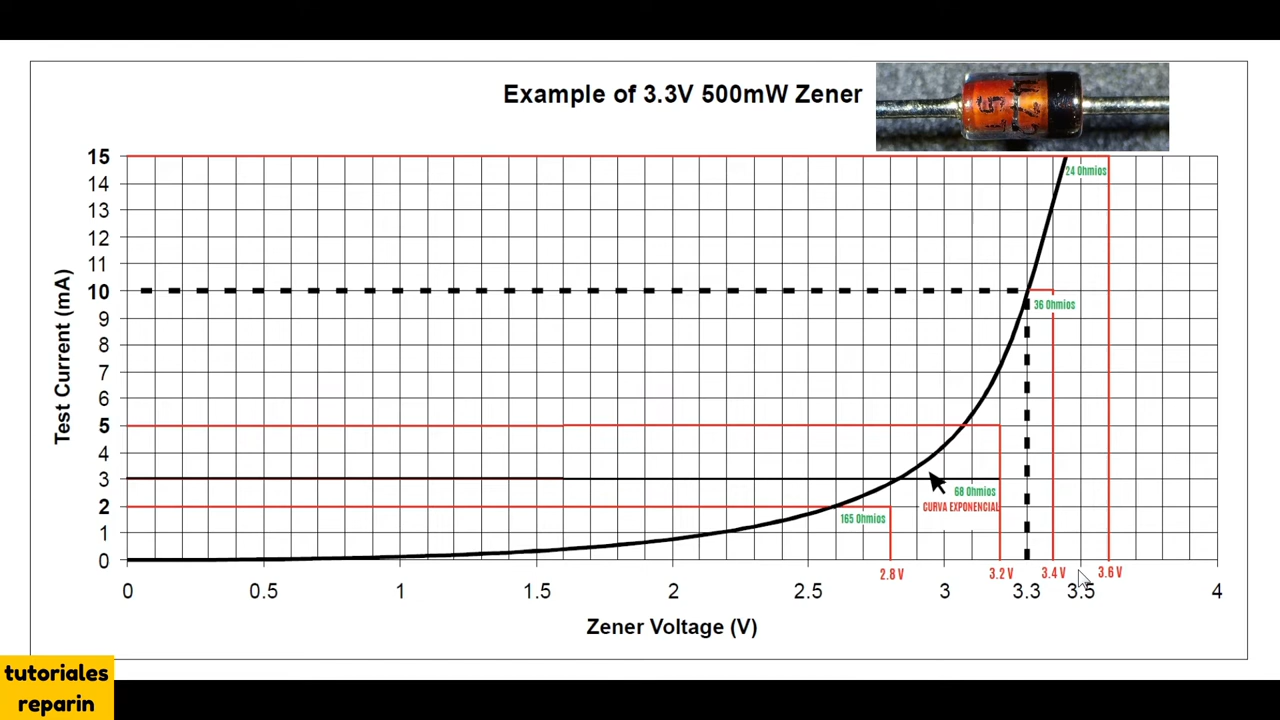 Example of 3.3V 500mW Zener
15
14
13
12
11
10
9
8
7
6
5
4
3
2
1
0
Test Current (mA)
24 Ohmios
36 Ohmios
68 Ohmios
CURVA EXPONENCIAL
165 Ohmios
2.8 V
3.2 V
3.4 V
3.6 V
0
0.5
1
1.5
2
2.5
3
3.3
3.5
4
Zener Voltage (V)
tutoriales
reparin